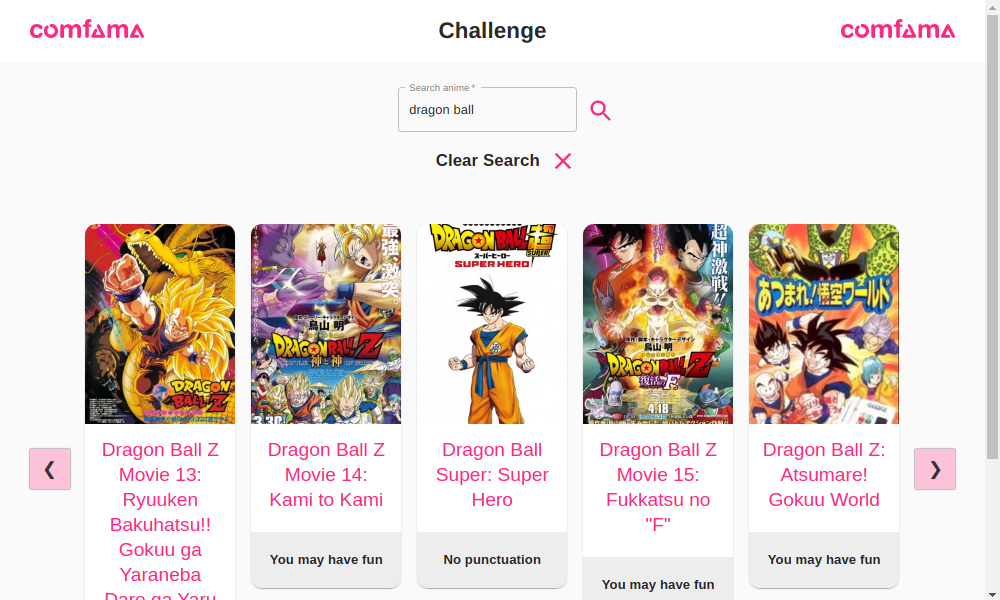 comfama
Challenge
comfama
Search anime *
dragon ball
Clear Search
DRAGON BALL Z
最強、激突。
鳥山 明
DRAGON BALL Z
神と神
DRAGON BALL超
SUPER
スーパーヒーロー
SUPER HERO
超神激戦!!
鳥山 明
DRAGON BALL Z
復活の「F」
4.18
あつまれ!悟空ワールド
❮
❯
Dragon Ball Z
Movie 13:
Ryuuken
Bakuhatsu!!
Gokuu ga
Yaraneba
Dare ga Yaru
Dragon Ball Z
Movie 14:
Kami to Kami
You may have fun
Dragon Ball
Super: Super
Hero
No punctuation
Dragon Ball Z
Movie 15:
Fukkatsu no
"F"
You may have fun
Dragon Ball Z:
Atsumare!
Gokuu World
You may have fun